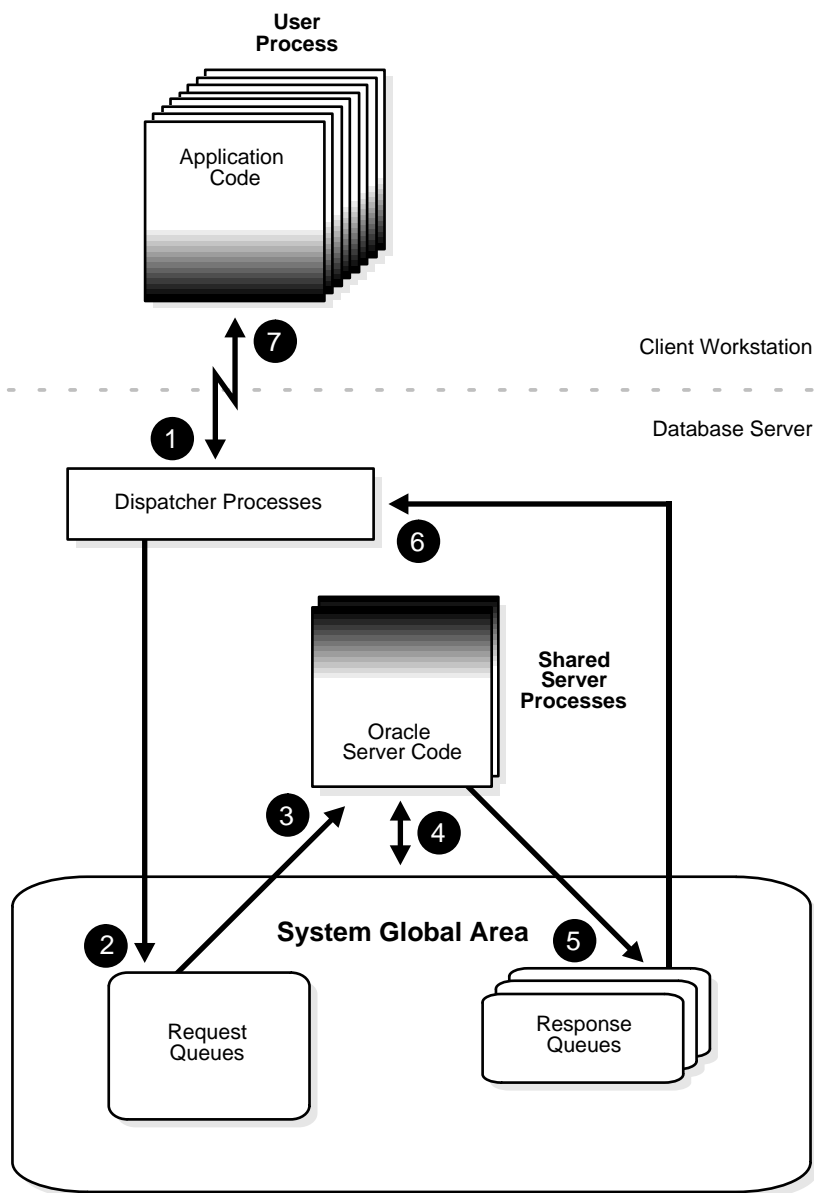 User
Process
Application
Code
7
Client Workstation
Database Server
1
Dispatcher Processes
6
Shared
Server
Processes
Oracle
Server Code
3
4
System Global Area
2
5
Request
Queues
Response
Queues